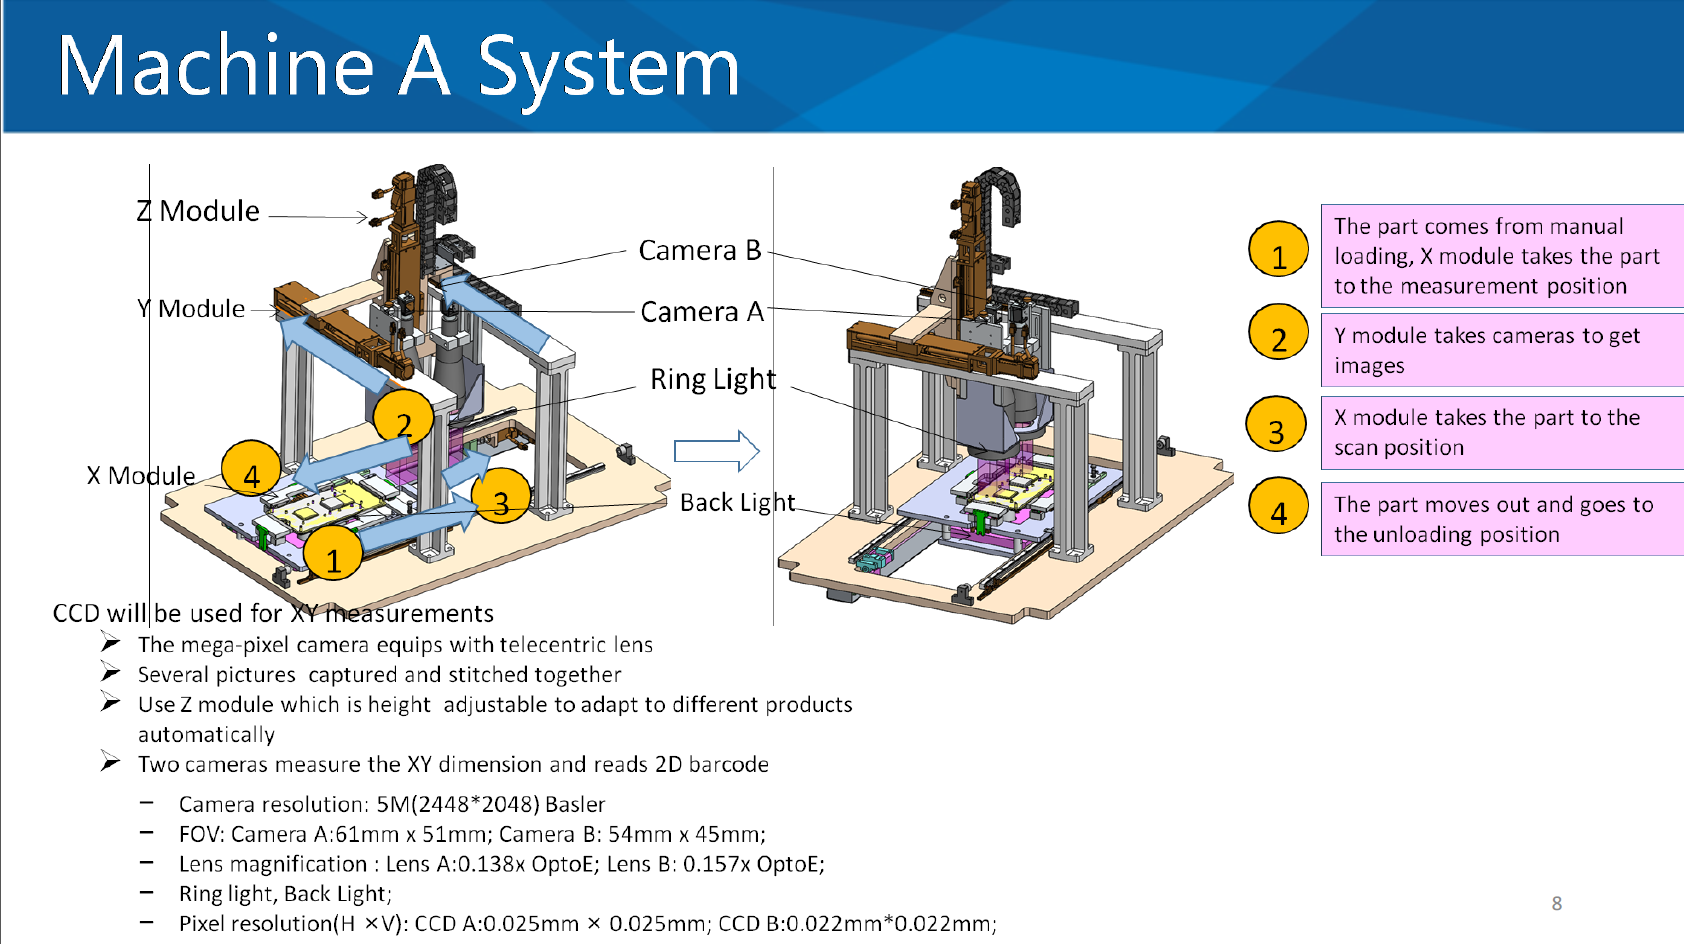 Machine A System
Z Module
Camera B
Y Module
Camera A
Ring Light
X Module
Back Light
2
4
3
1
1
The part comes from manual
loading, X module takes the part
to the measurement position
2
Y module takes cameras to get
images
3
X module takes the part to the
scan position
4
The part moves out and goes to
the unloading position
CCD will be used for XY measurements
➢ The mega-pixel camera equips with telecentric lens
➢ Several pictures captured and stitched together
➢ Use Z module which is height adjustable to adapt to different products
automatically
➢ Two cameras measure the XY dimension and reads 2D barcode
– Camera resolution: 5M(2448*2048) Basler
– FOV: Camera A:61mm x 51mm; Camera B: 54mm x 45mm;
– Lens magnification : Lens A:0.138x OptoE; Lens B: 0.157x OptoE;
– Ring light, Back Light;
– Pixel resolution(H ×V): CCD A:0.025mm × 0.025mm; CCD B:0.022mm*0.022mm;
8